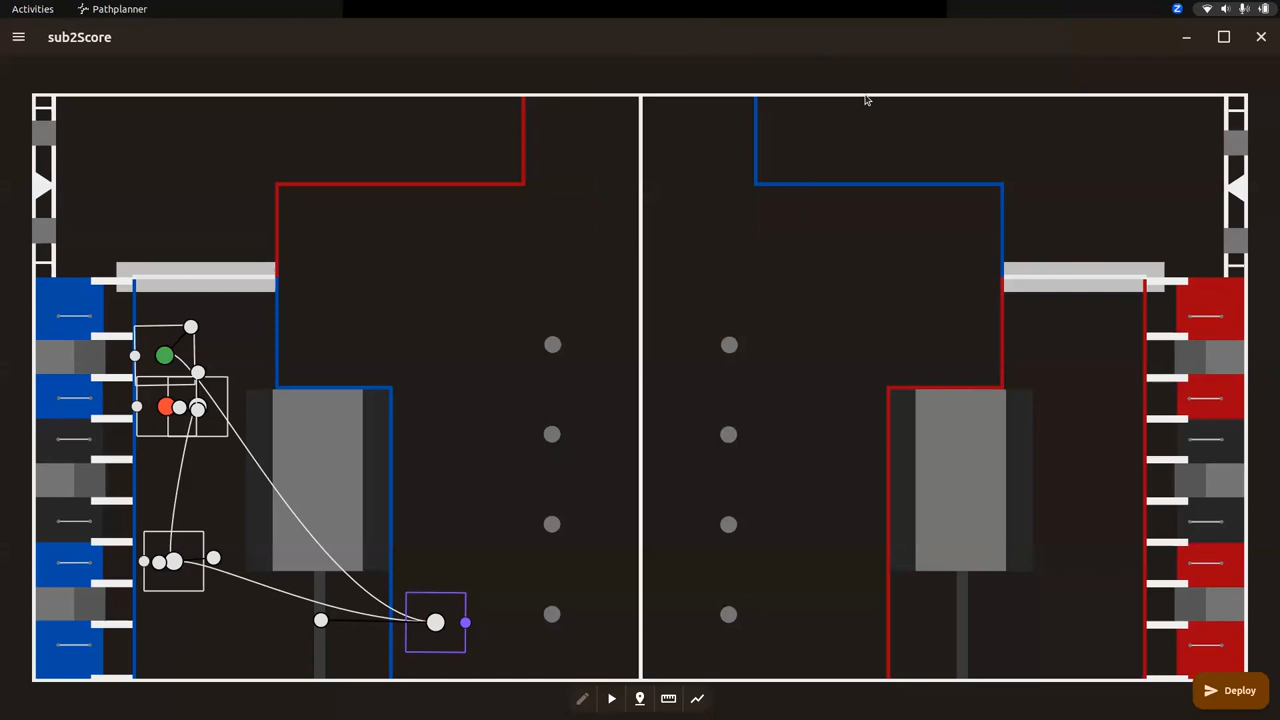 Activities
Pathplanner
Z
sub2Score
Deploy